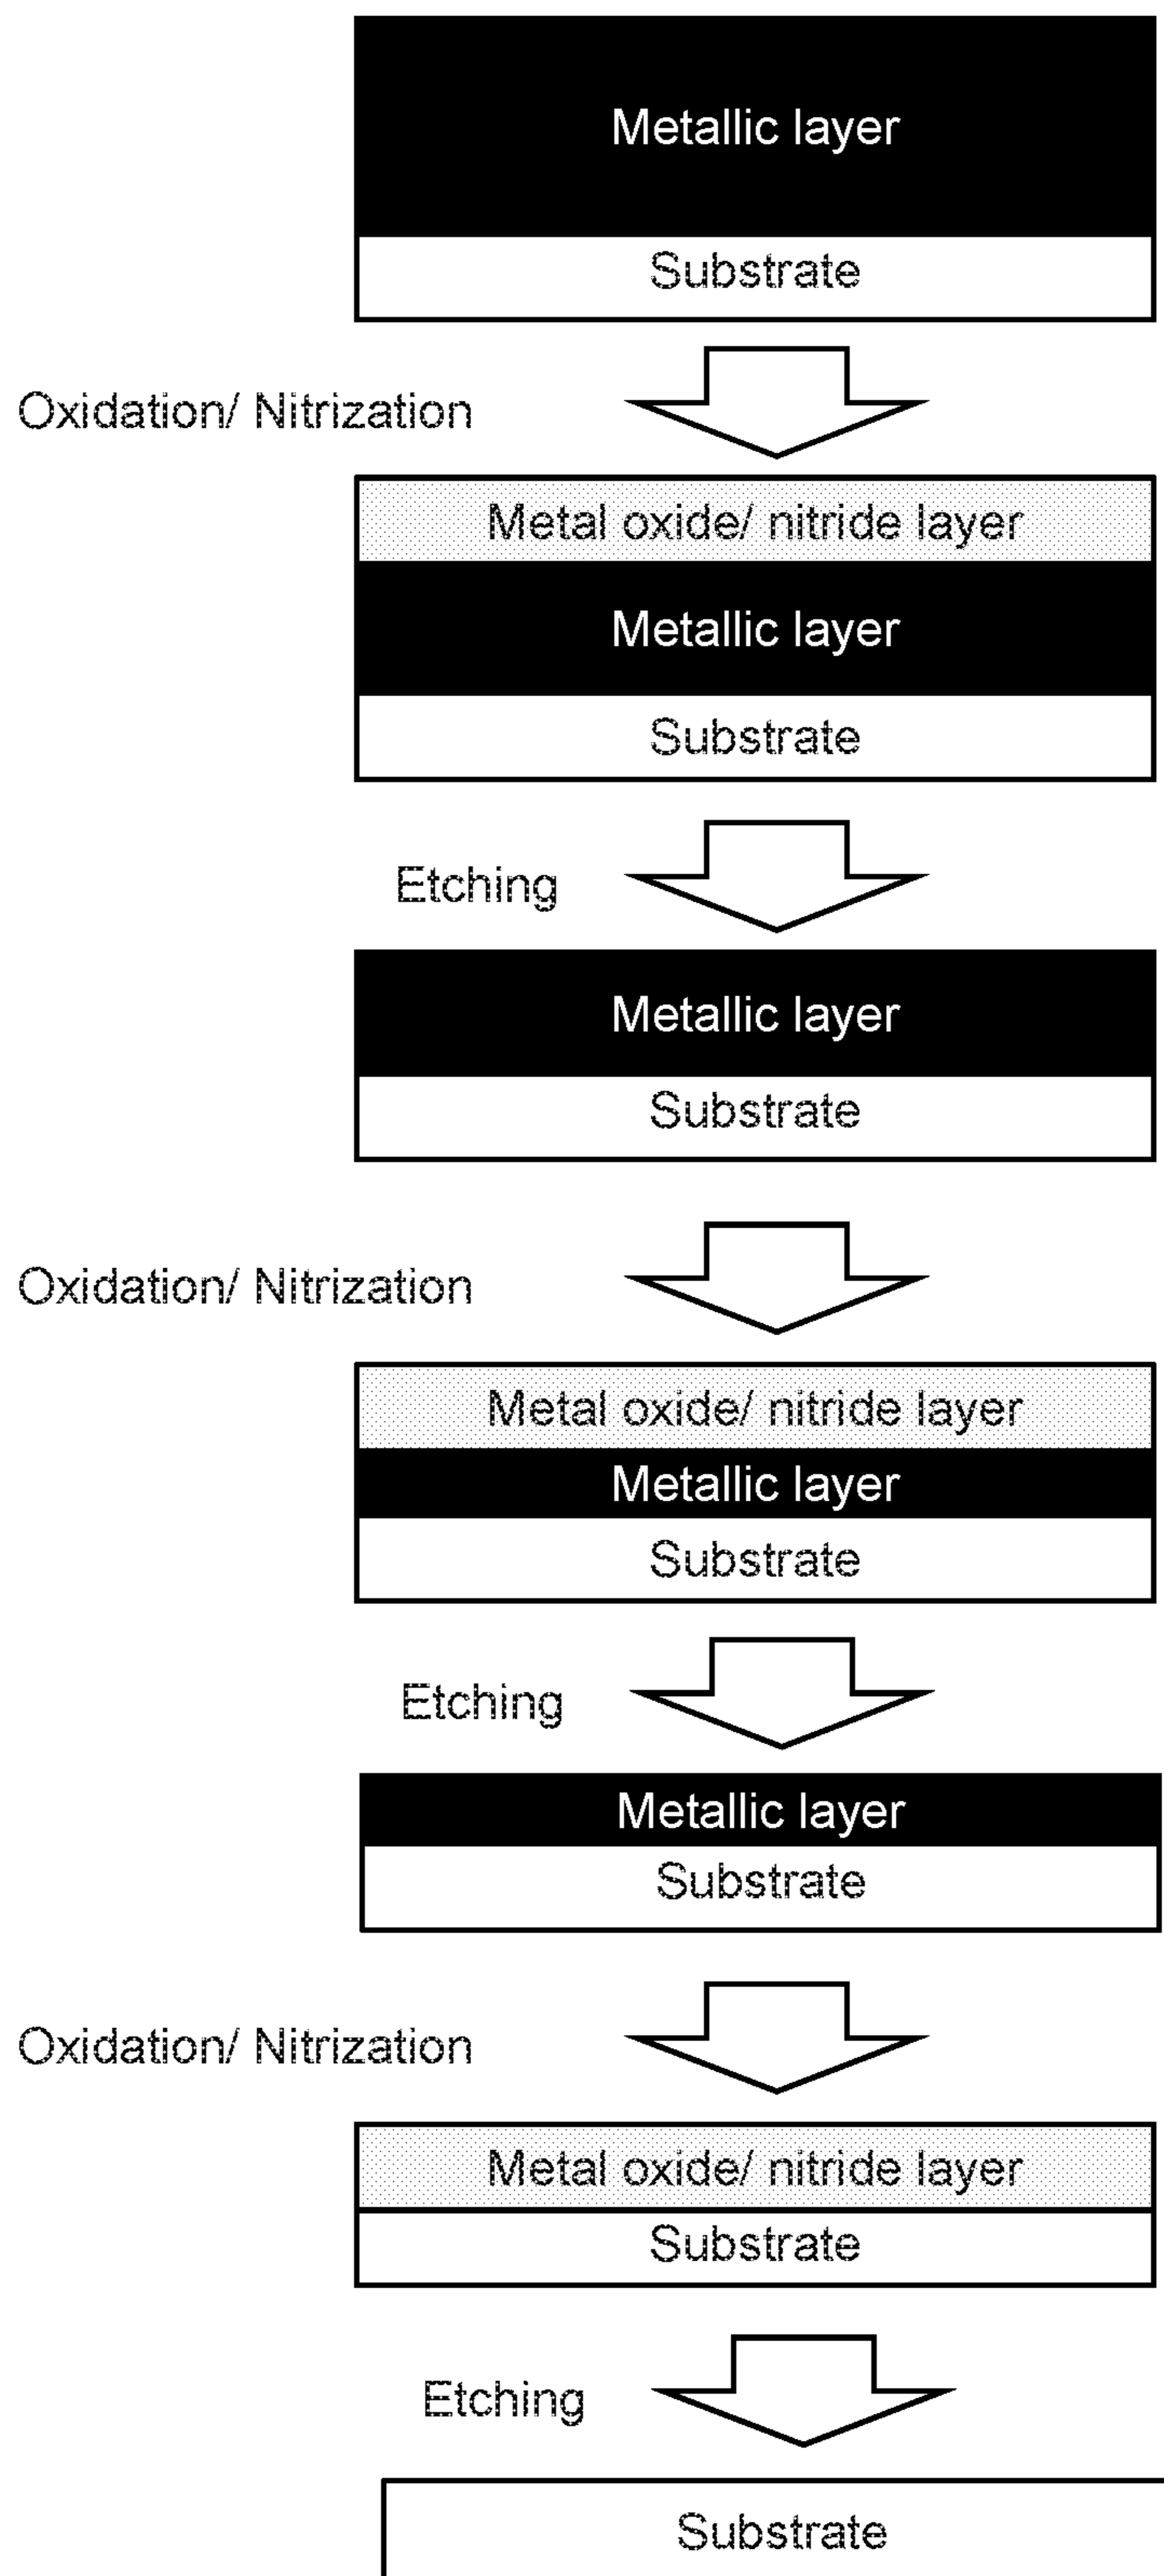 Metallic layer
Substrate
Oxidation/ Nitrization
Metal oxide/ nitride layer
Metallic layer
Substrate
Etching
Metallic layer
Substrate
Oxidation/ Nitrization
Metal oxide/ nitride layer
Metallic layer
Substrate
Etching
Metallic layer
Substrate
Oxidation/ Nitrization
Metal oxide/ nitride layer
Substrate
Etching
Substrate